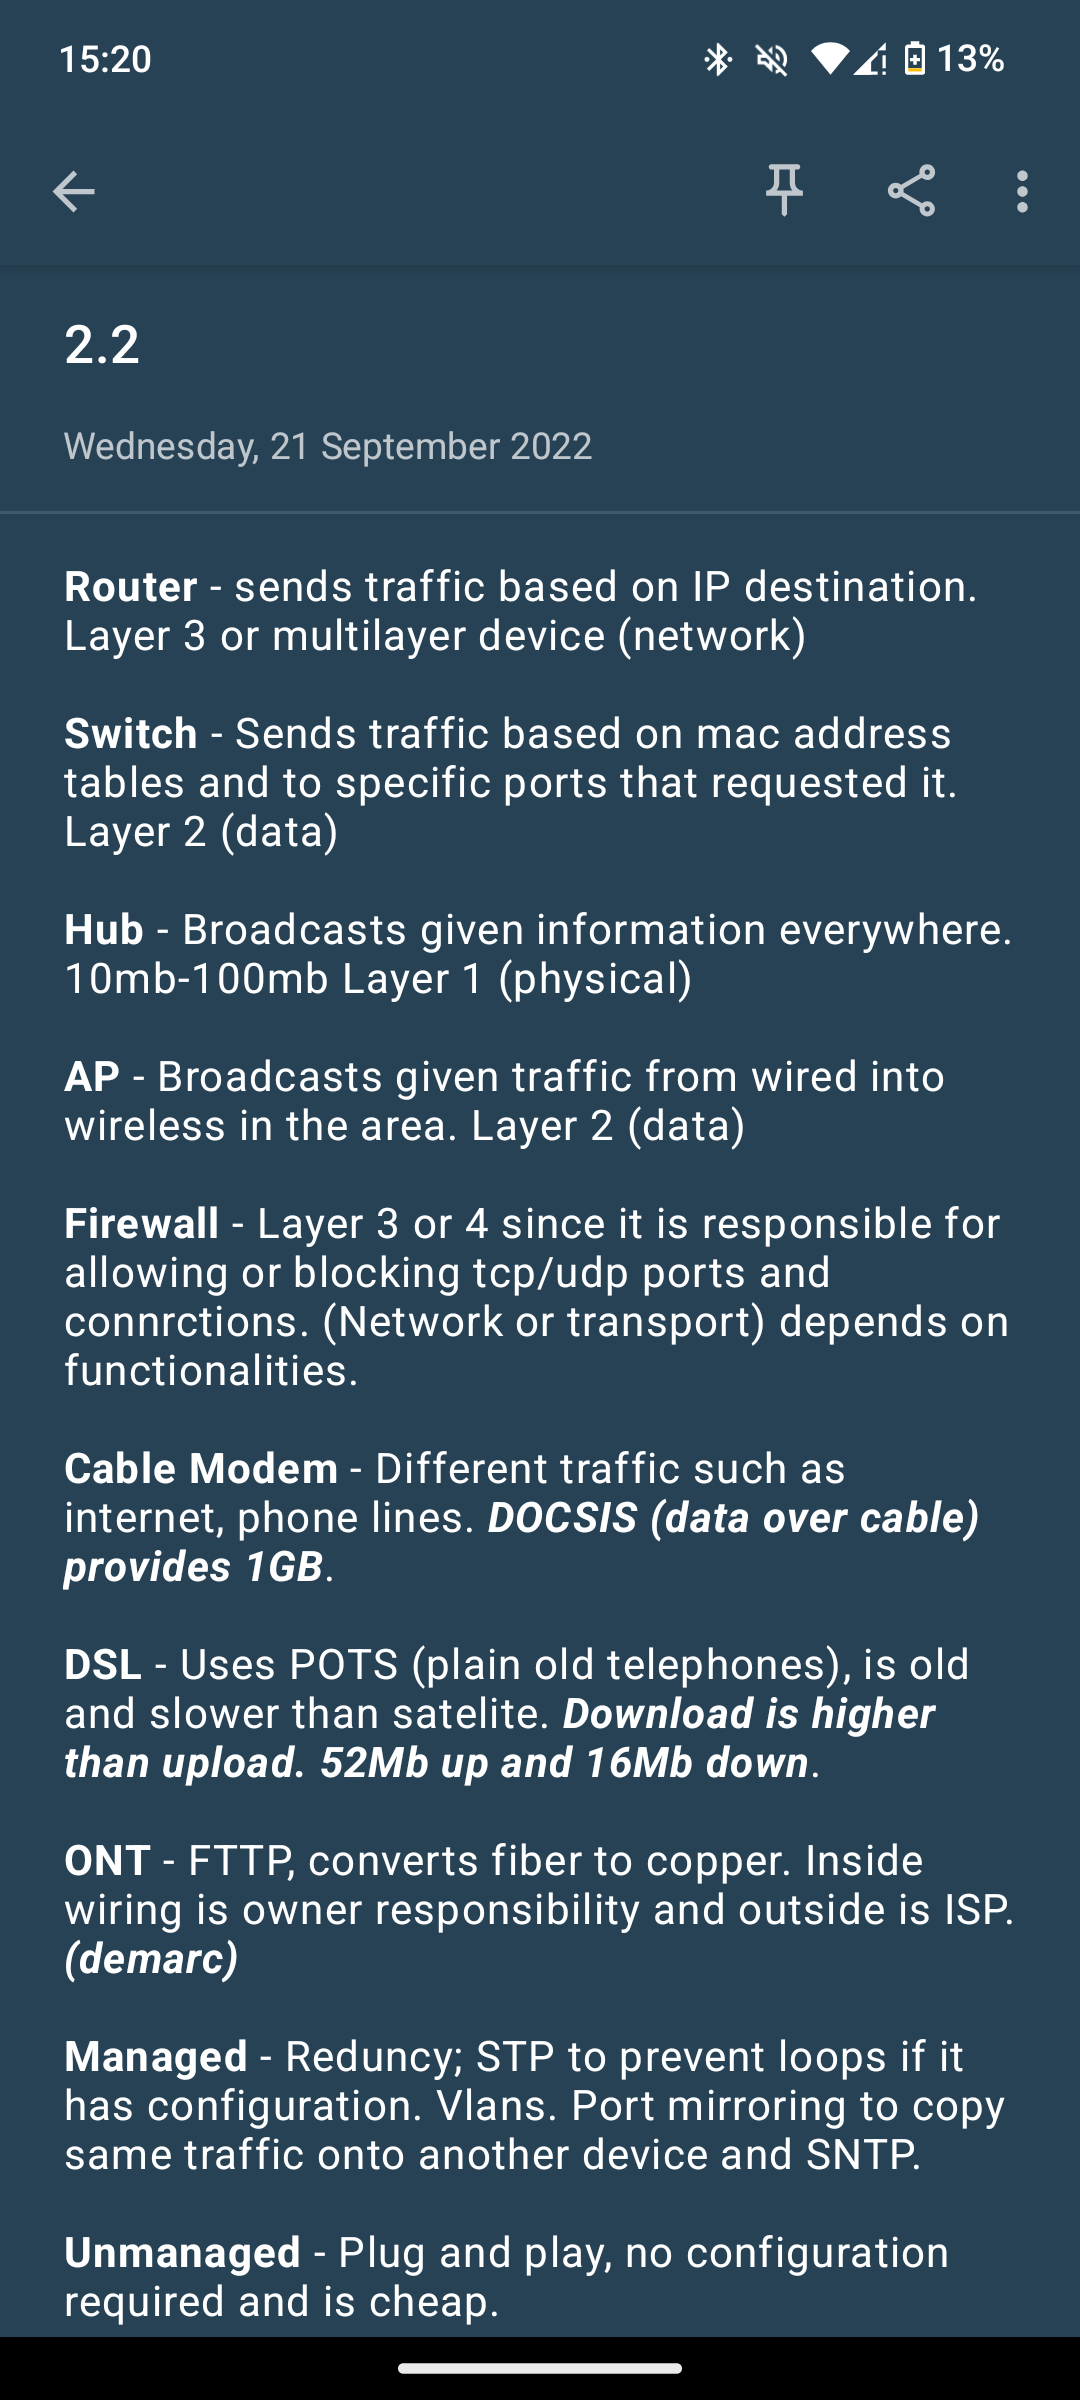 15:20
13%
2.2
Wednesday, 21 September 2022
Router - sends traffic based on IP destination.
Layer 3 or multilayer device (network)
Switch - Sends traffic based on mac address
tables and to specific ports that requested it.
Layer 2 (data)
Hub - Broadcasts given information everywhere.
10mb-100mb Layer 1 (physical)
AP - Broadcasts given traffic from wired into
wireless in the area. Layer 2 (data)
Firewall - Layer 3 or 4 since it is responsible for
allowing or blocking tcp/udp ports and
connrctions. (Network or transport) depends on
functionalities.
Cable Modem - Different traffic such as
internet, phone lines. DOCSIS (data over cable)
provides 1GB.
DSL - Uses POTS (plain old telephones), is old
and slower than satelite. Download is higher
than upload. 52Mb up and 16Mb down.
ONT - FTTP, converts fiber to copper. Inside
wiring is owner responsibility and outside is ISP.
(demarc)
Managed - Reduncy; STP to prevent loops if it
has configuration. Vlans. Port mirroring to copy
same traffic onto another device and SNTP.
Unmanaged - Plug and play, no configuration
required and is cheap.